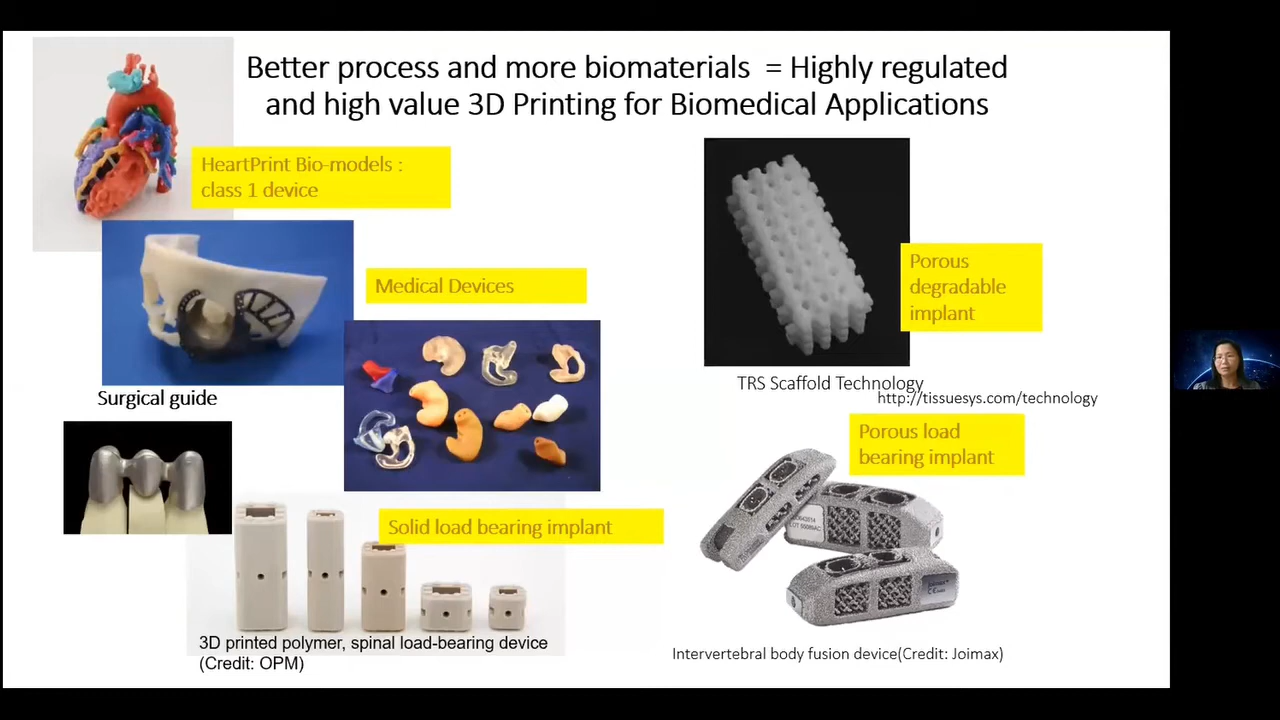 Better process and more biomaterials = Highly regulated
and high value 3D Printing for Biomedical Applications
HeartPrint Bio-models :
class 1 device
Medical Devices
Surgical guide
Solid load bearing implant
3D printed polymer, spinal load-bearing device
(Credit: OPM)
Porous
degradable
implant
TRS Scaffold Technology
http://tissuesys.com/technology
Porous load
bearing implant
Intervertebral body fusion device(Credit: Joimax)